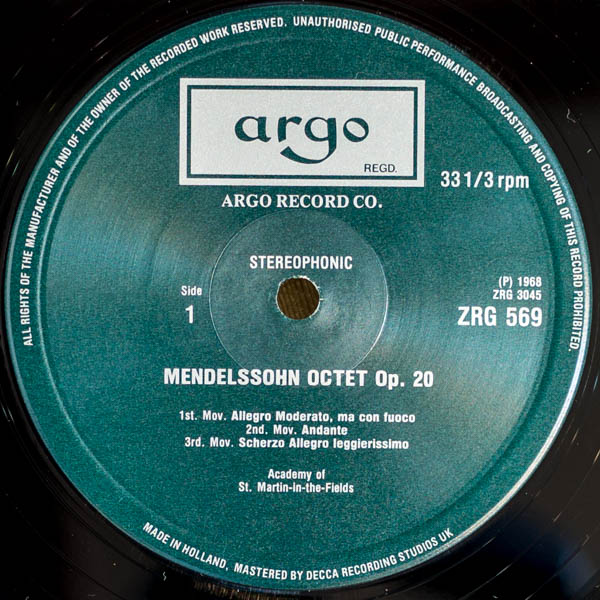 ALL RIGHTS OF THE MANUFACTURER AND OF THE OWNER OF THE RECORDED WORK RESERVED. UNAUTHORISED PUBLIC PERFORMANCE BROADCASTING AND COPYING OF THIS RECORD PROHIBITED.
argo
REGD.
33 1/3 rpm
ARGO RECORD CO.
STEREOPHONIC
Side
1
(P) 1968
ZRG 3045
ZRG 569
MENDELSSOHN OCTET Op. 20
1st. Mov. Allegro Moderato, ma con fuoco
2nd. Mov. Andante
3rd. Mov. Scherzo Allegro leggierissimo
Academy of
St. Martin-in-the-Fields
MADE IN HOLLAND, MASTERED BY DECCA RECORDING STUDIOS UK